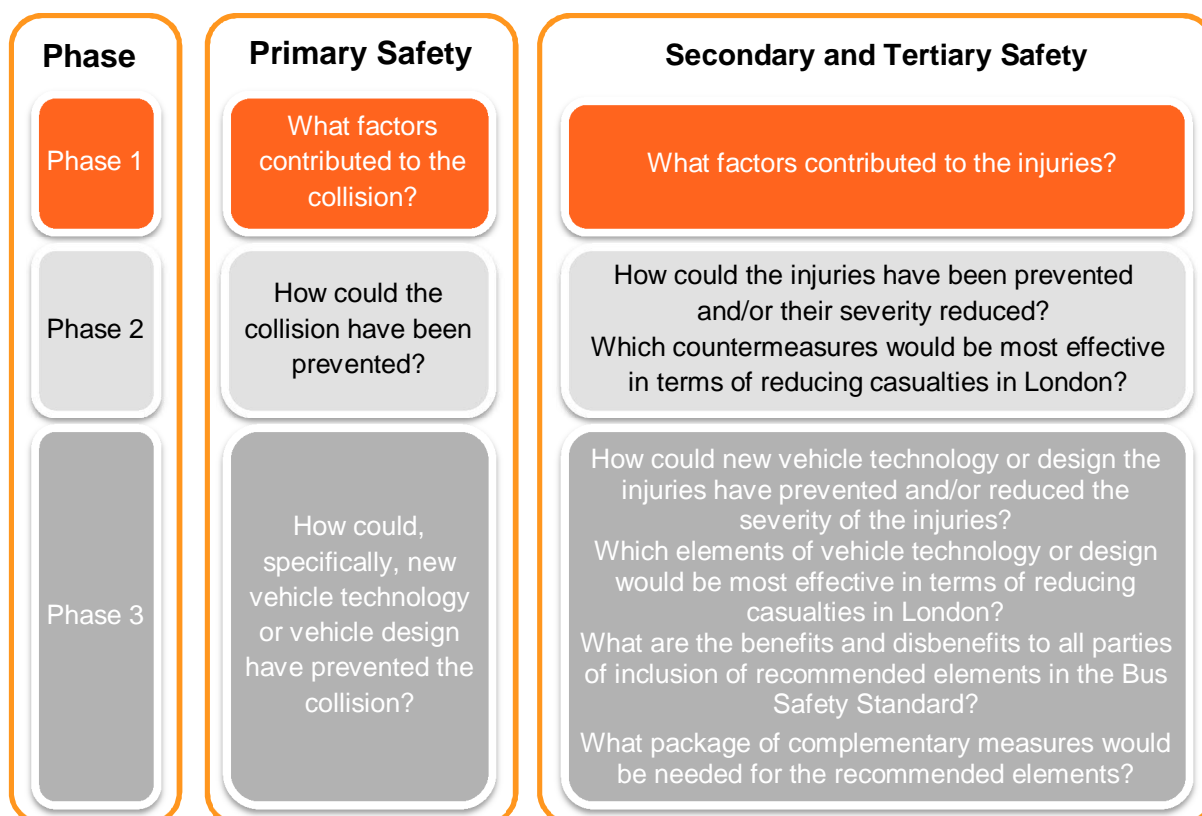 Phase
Primary Safety
Secondary and Tertiary Safety
Phase 1
What factors
contributed to the
collision?
What factors contributed to the injuries?
Phase 2
How could the
collision have been
prevented?
How could the injuries have been prevented
and/or their severity reduced?
Which countermeasures would be most effective
in terms of reducing casualties in London?
Phase 3
How could,
specifically, new
vehicle technology
or vehicle design
have prevented the
collision?
How could new vehicle technology or design the
injuries have prevented and/or reduced the
severity of the injuries?
Which elements of vehicle technology or design
would be most effective in terms of reducing
casualties in London?
What are the benefits and disbenefits to all parties
of inclusion of recommended elements in the Bus
Safety Standard?
What package of complementary measures would
be needed for the recommended elements?